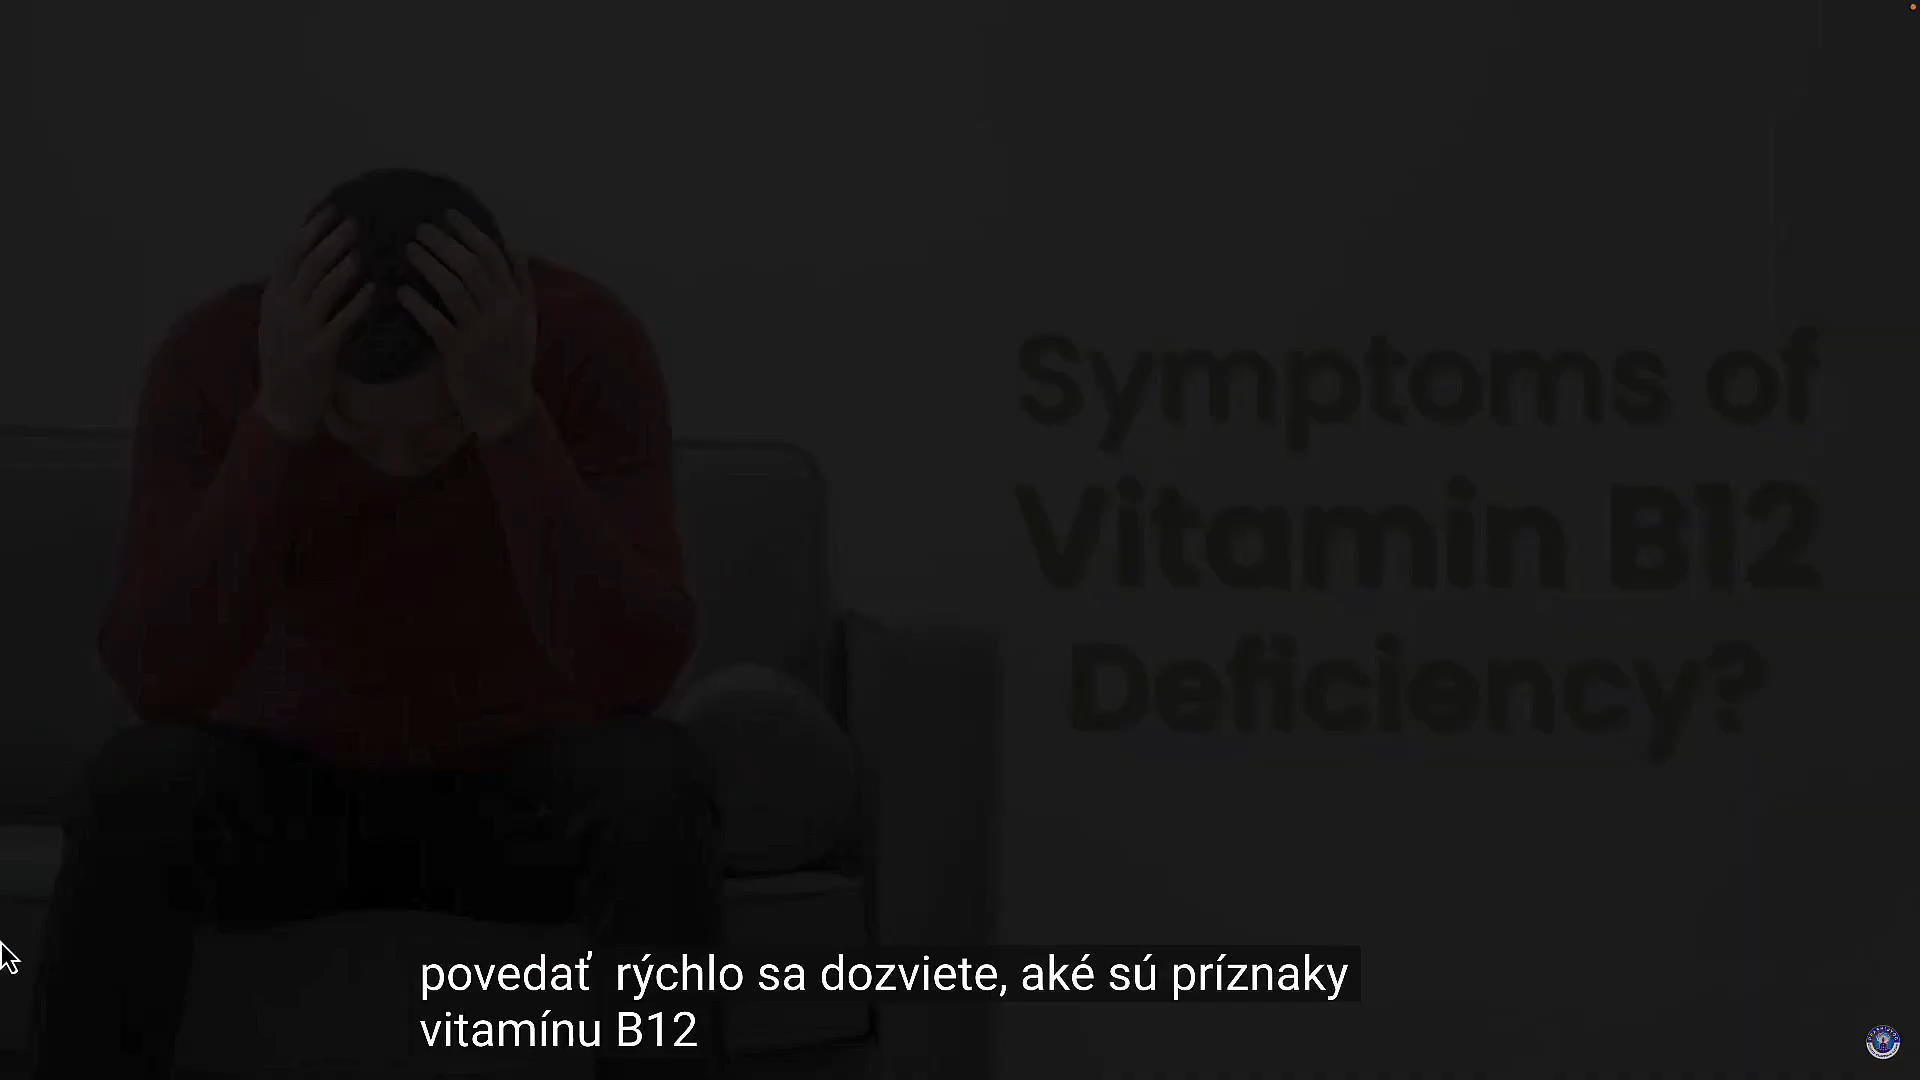 Symptoms of
Vitamin B12
Deficiency?
povedať rýchlo sa dozviete, aké sú príznaky
vitamínu B12